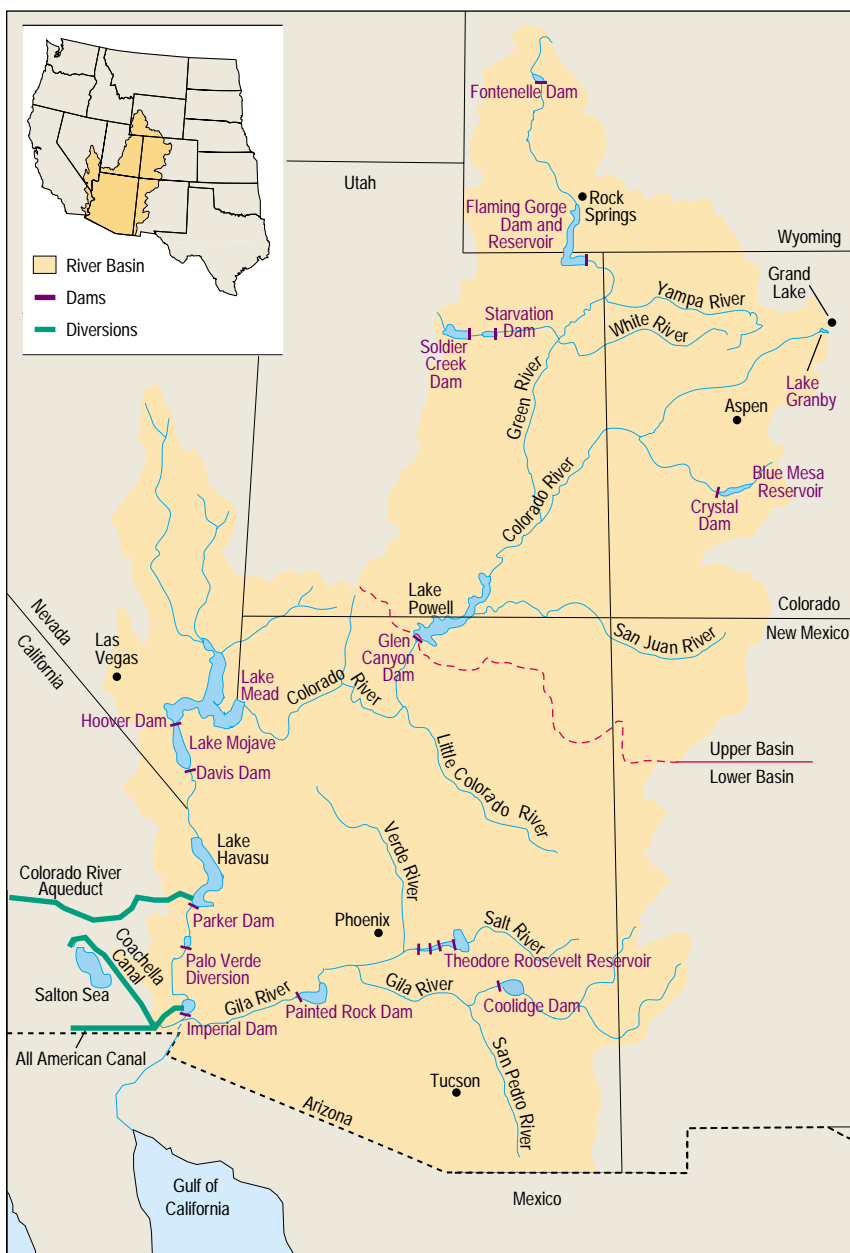 River Basin
Dams
Diversions
Fontenelle Dam
Utah
Rock
Springs
Flaming Gorge
Dam and
Reservoir
Wyoming
Grand
Lake
Yampa River
Starvation
Dam
White River
Soldier
Creek
Dam
Green River
Lake
Granby
Aspen
Colorado River
Blue Mesa
Reservoir
Crystal
Dam
Lake
Powell
Colorado
New Mexico
Nevada
California
Las
Vegas
Glen
Canyon
Dam
San Juan River
Lake
Mead
Colorado
River
Hoover Dam
Lake Mojave
Davis Dam
Upper Basin
Lower Basin
Little Colorado River
Verde River
Lake
Havasu
Colorado River
Aqueduct
Parker Dam
Phoenix
Salt River
Coachella
Canal
Palo Verde
Diversion
Theodore Roosevelt Reservoir
Salton Sea
Gila River
Gila River
Painted Rock Dam
Coolidge Dam
Imperial Dam
All American Canal
San Pedro River
Tucson
Arizona
Gulf of
California
Mexico